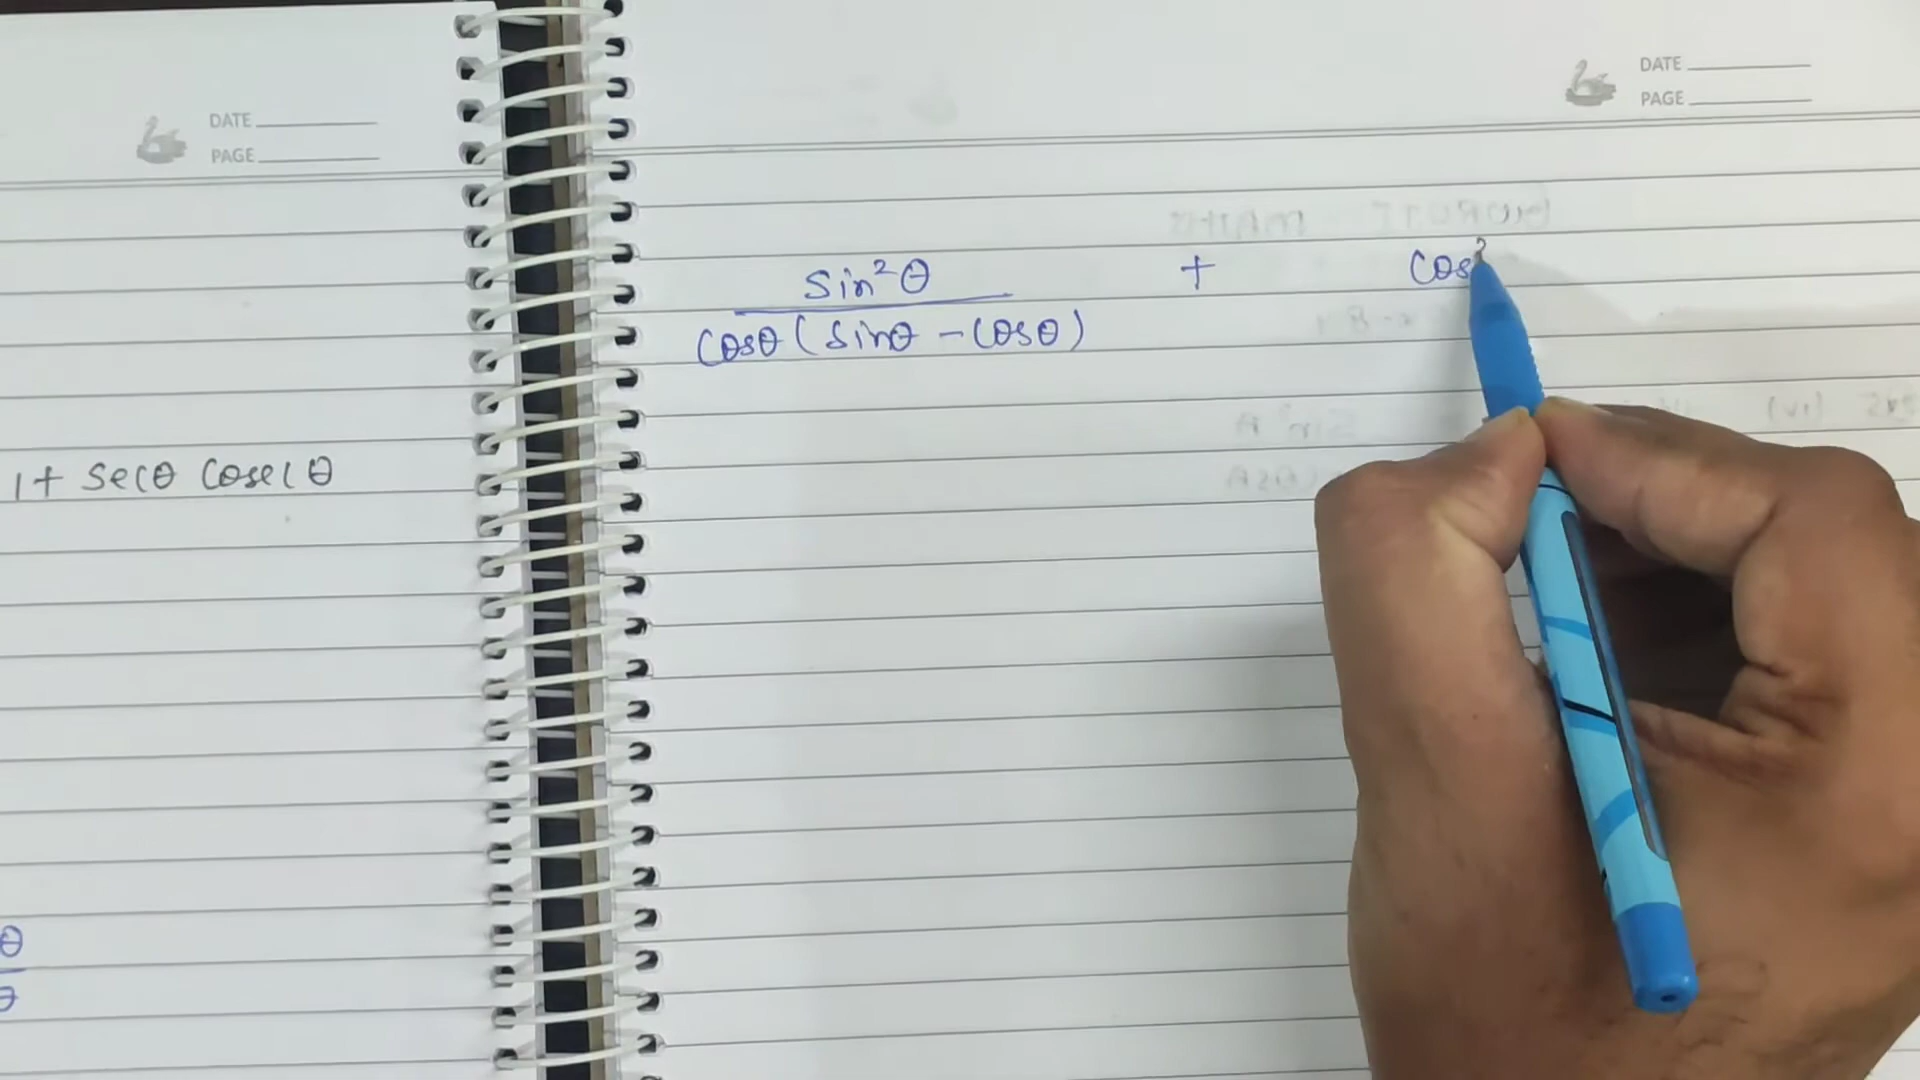 DATE
PAGE
1 + Secθ Cosecθ
θ
DATE
PAGE
Sin²θ + Cos²
Cosθ (Sinθ - Cosθ)